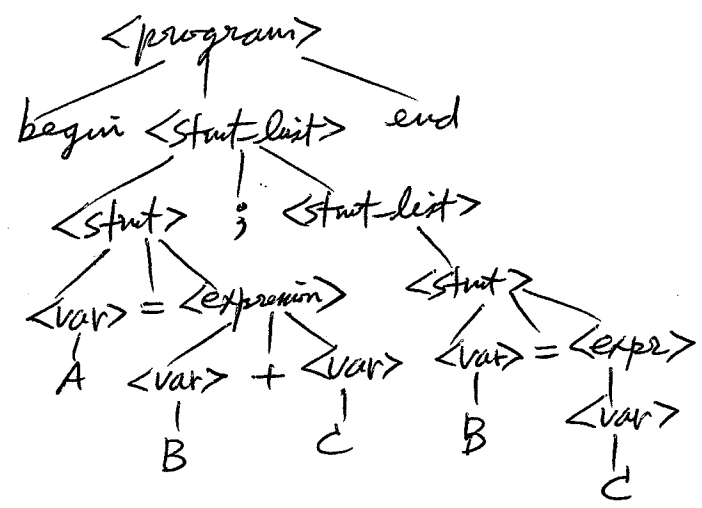 <program>
begin <stmt_list> end
<stmt> ; <stmt_list>
<var> = <expression> <stmt>
A <var> + <var> <var> = <expr>
B C B <var>
C